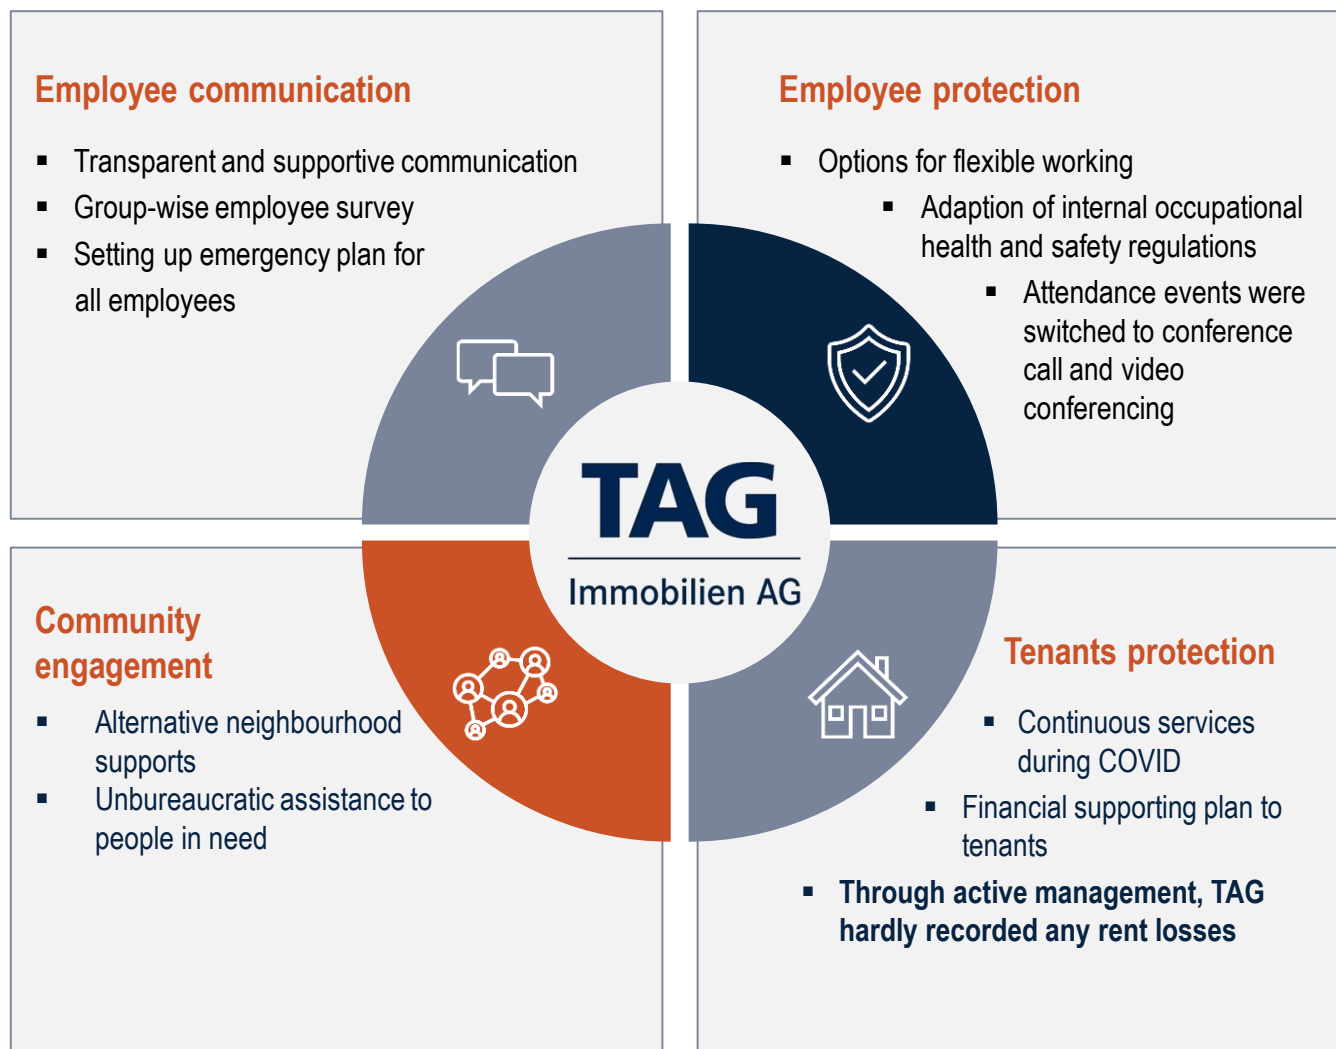 Employee communication
▪ Transparent and supportive communication
▪ Group-wise employee survey
▪ Setting up emergency plan for
all employees
Employee protection
▪ Options for flexible working
▪ Adaption of internal occupational
health and safety regulations
▪ Attendance events were
switched to conference
call and video
conferencing
TAG
Immobilien AG
Community
engagement
▪ Alternative neighbourhood
supports
▪ Unbureaucratic assistance to
people in need
Tenants protection
▪ Continuous services
during COVID
▪ Financial supporting plan to
tenants
▪ Through active management, TAG
hardly recorded any rent losses